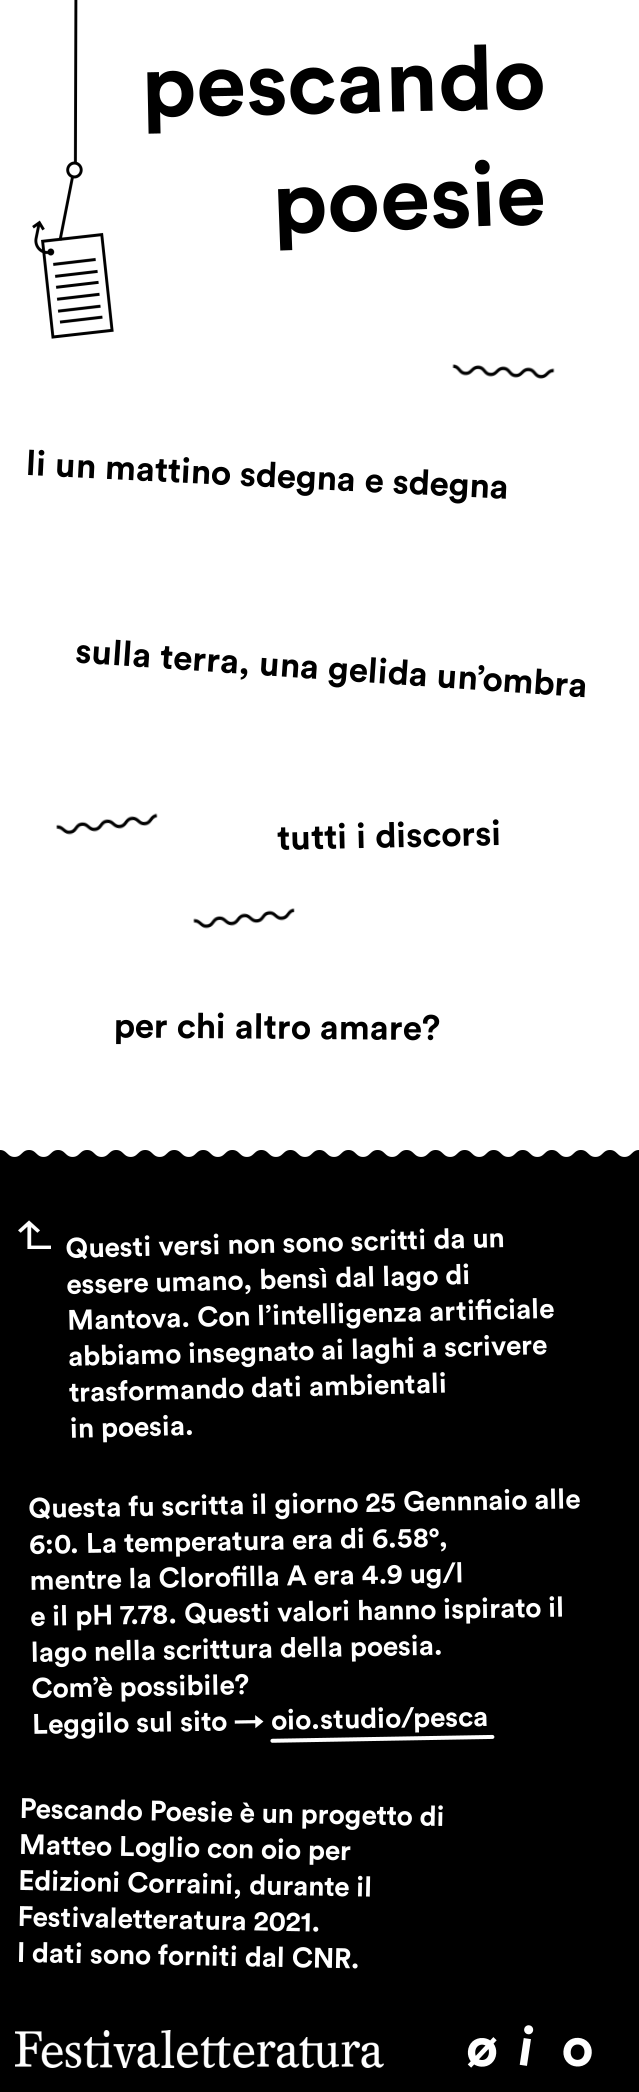 pescando
poesie
li un mattino sdegna e sdegna
sulla terra, una gelida un'ombra
tutti i discorsi
per chi altro amare?
Questi versi non sono scritti da un
essere umano, bensì dal lago di
Mantova. Con l'intelligenza artificiale
abbiamo insegnato ai laghi a scrivere
trasformando dati ambientali
in poesia.
Questa fu scritta il giorno 25 Gennnaio alle
6:0. La temperatura era di 6.58°,
mentre la Clorofilla A era 4.9 ug/l
e il pH 7.78. Questi valori hanno ispirato il
lago nella scrittura della poesia.
Com'è possibile?
Leggilo sul sito → oio.studio/pesca
Pescando Poesie è un progetto di
Matteo Loglio con oio per
Edizioni Corraini, durante il
Festivaletteratura 2021.
I dati sono forniti dal CNR.
Festivaletteratura ø i o